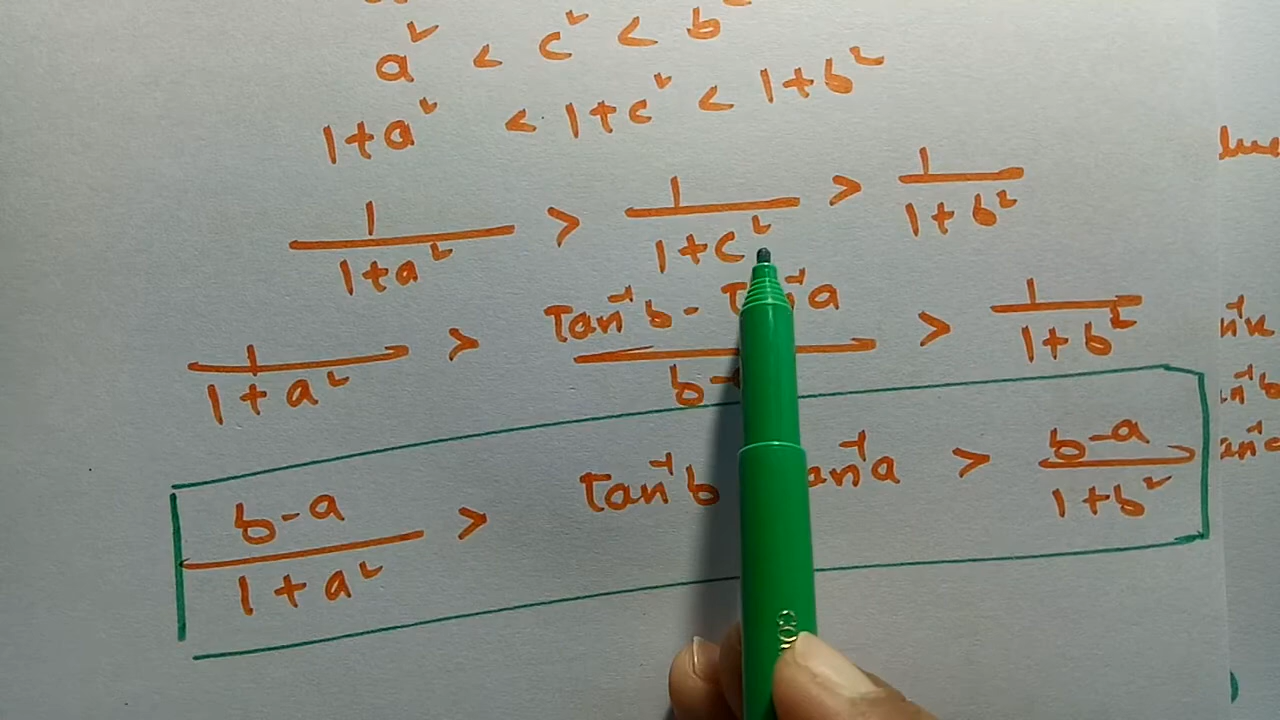 a² < c² < b²
1+a² < 1+c² < 1+b²
1/(1+a²) > 1/(1+c²) > 1/(1+b²)
1/(1+a²) > (Tan⁻¹b - Tan⁻¹a)/(b- > 1/(1+b²)
(b-a)/(1+a²) > Tan⁻¹b an⁻¹a > (b-a)/(1+b²)